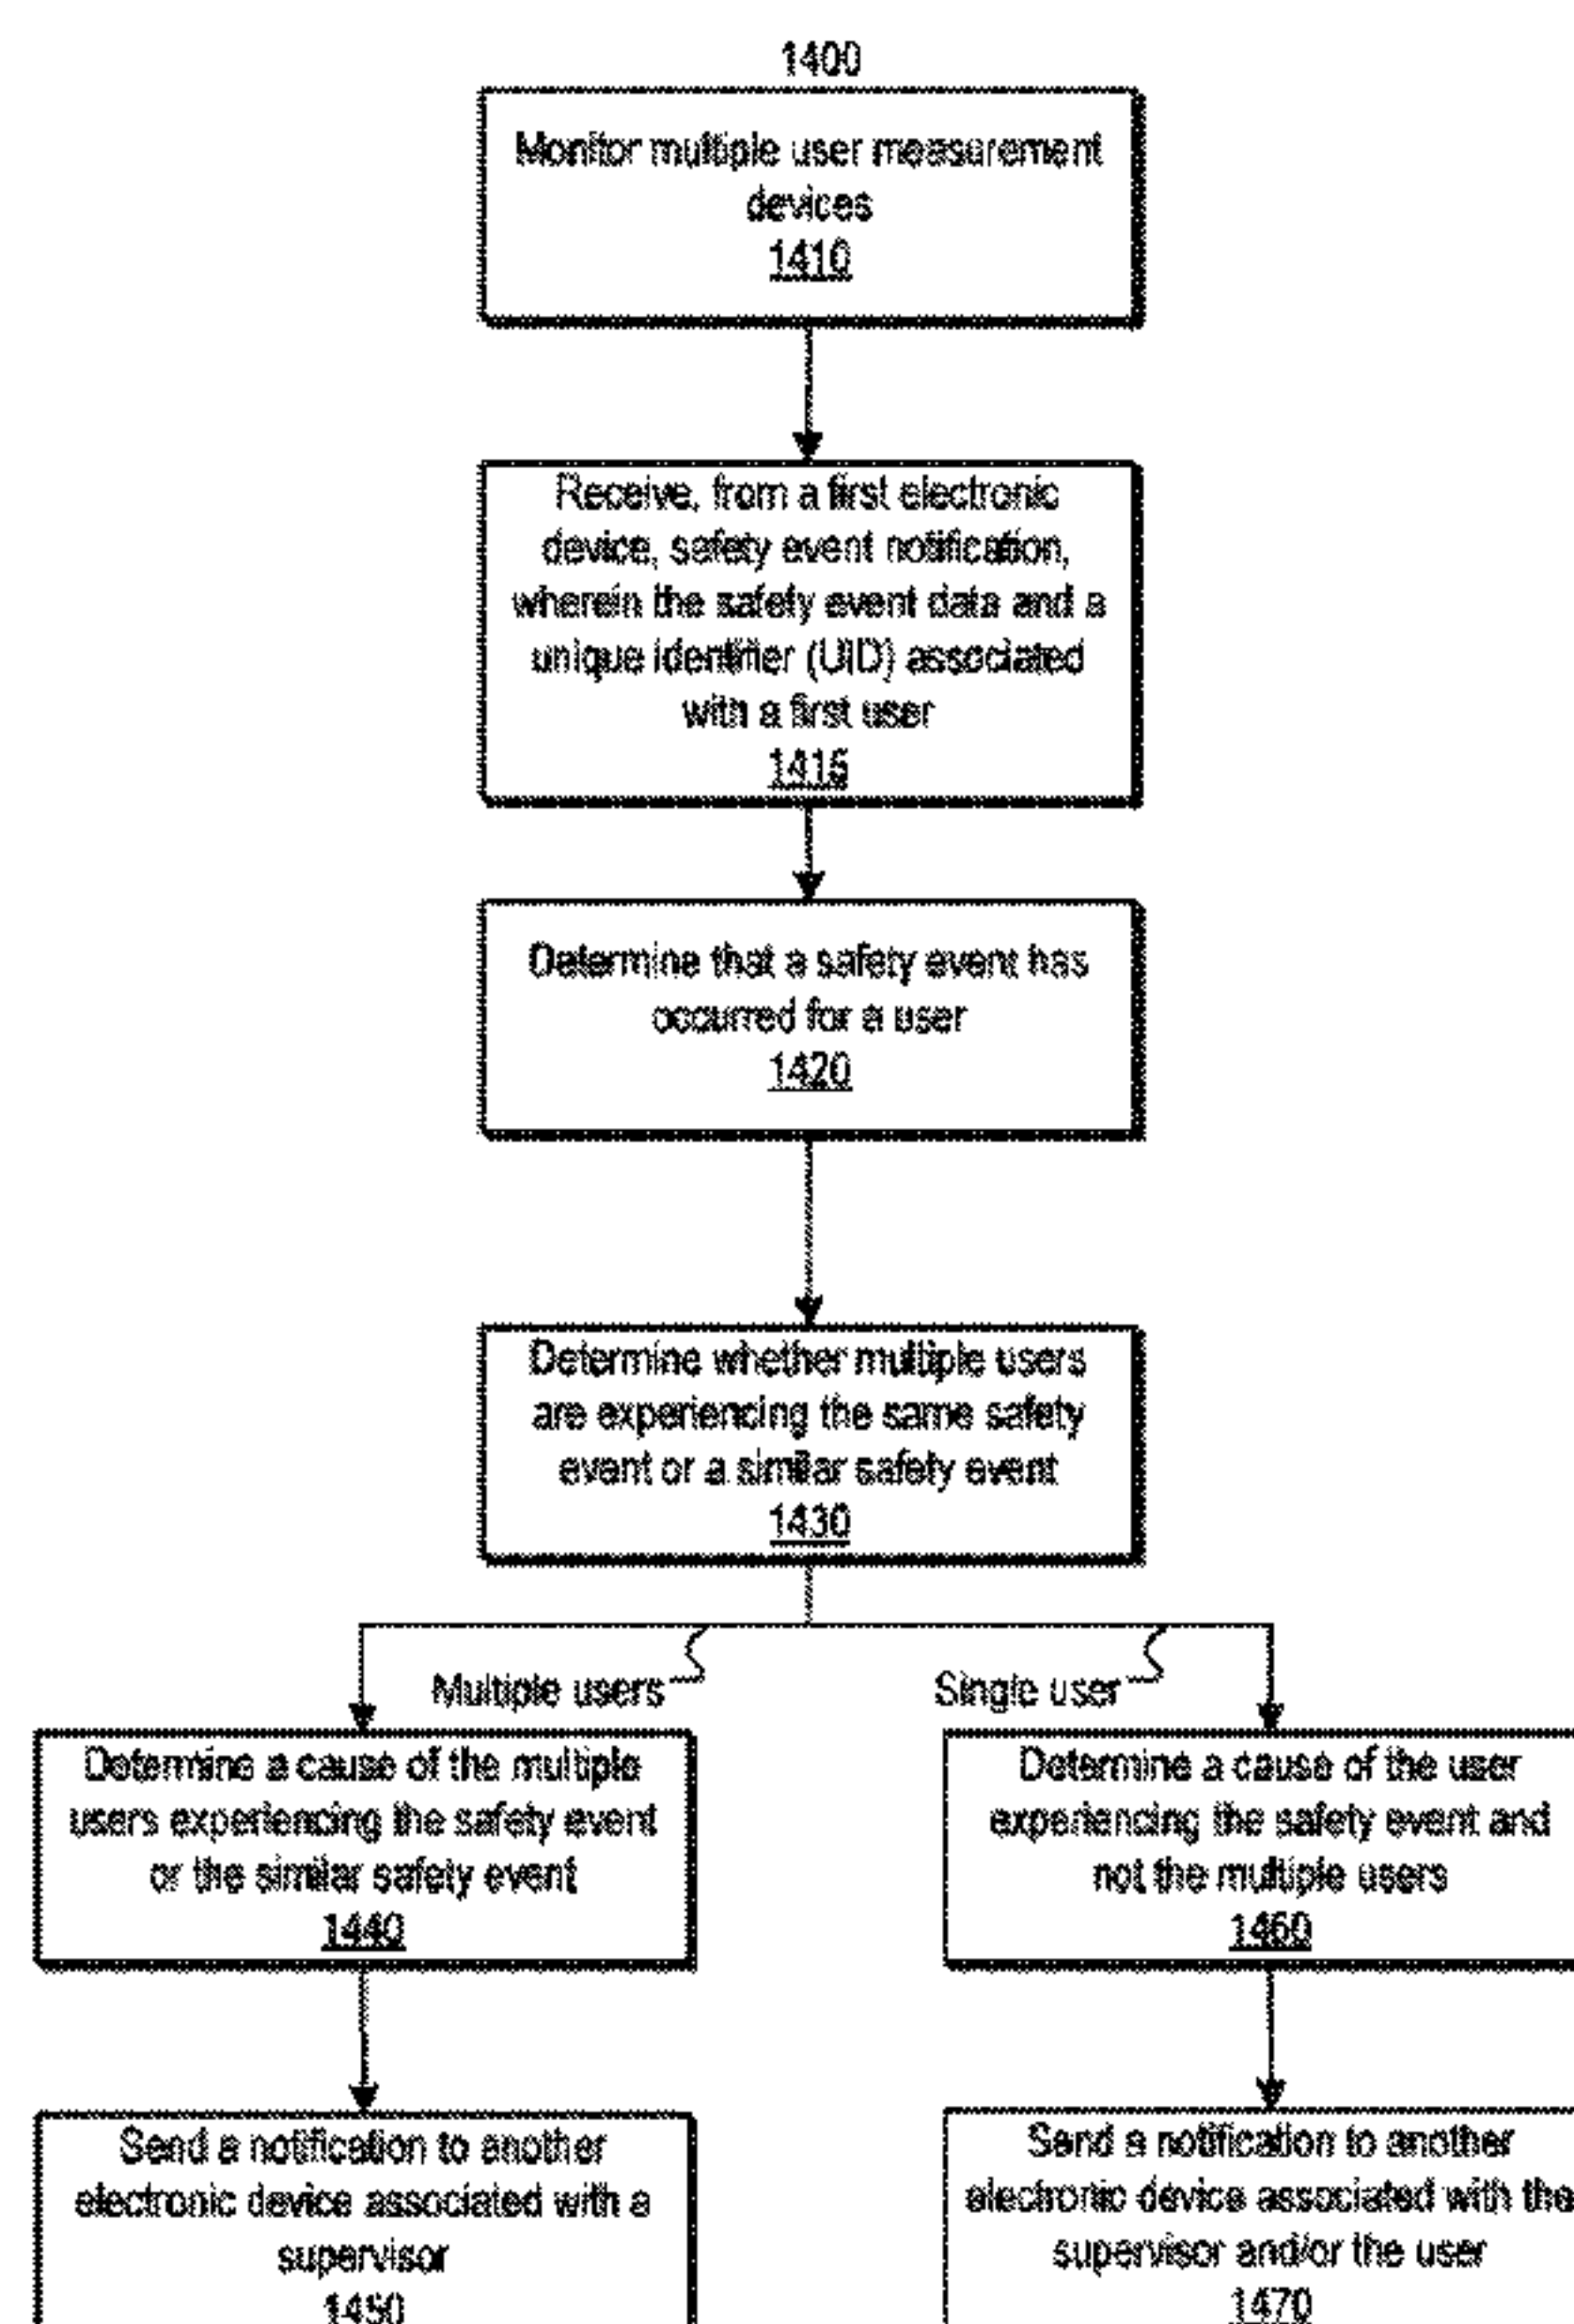 1400
Monitor multiple user measurement
devices
1410
Receive, from a first electronic
device, safety event notification,
wherein the safety event data and a
unique identifier (UID) associated
with a first user
1415
Determine that a safety event has
occurred for a user
1420
Determine whether multiple users
are experiencing the same safety
event or a similar safety event
1430
Multiple users
Single user
Determine a cause of the multiple
users experiencing the safety event
or the similar safety event
1440
Determine a cause of the user
experiencing the safety event and
not the multiple users
1460
Send a notification to another
electronic device associated with a
supervisor
1450
Send a notification to another
electronic device associated with the
supervisor and/or the user
1470